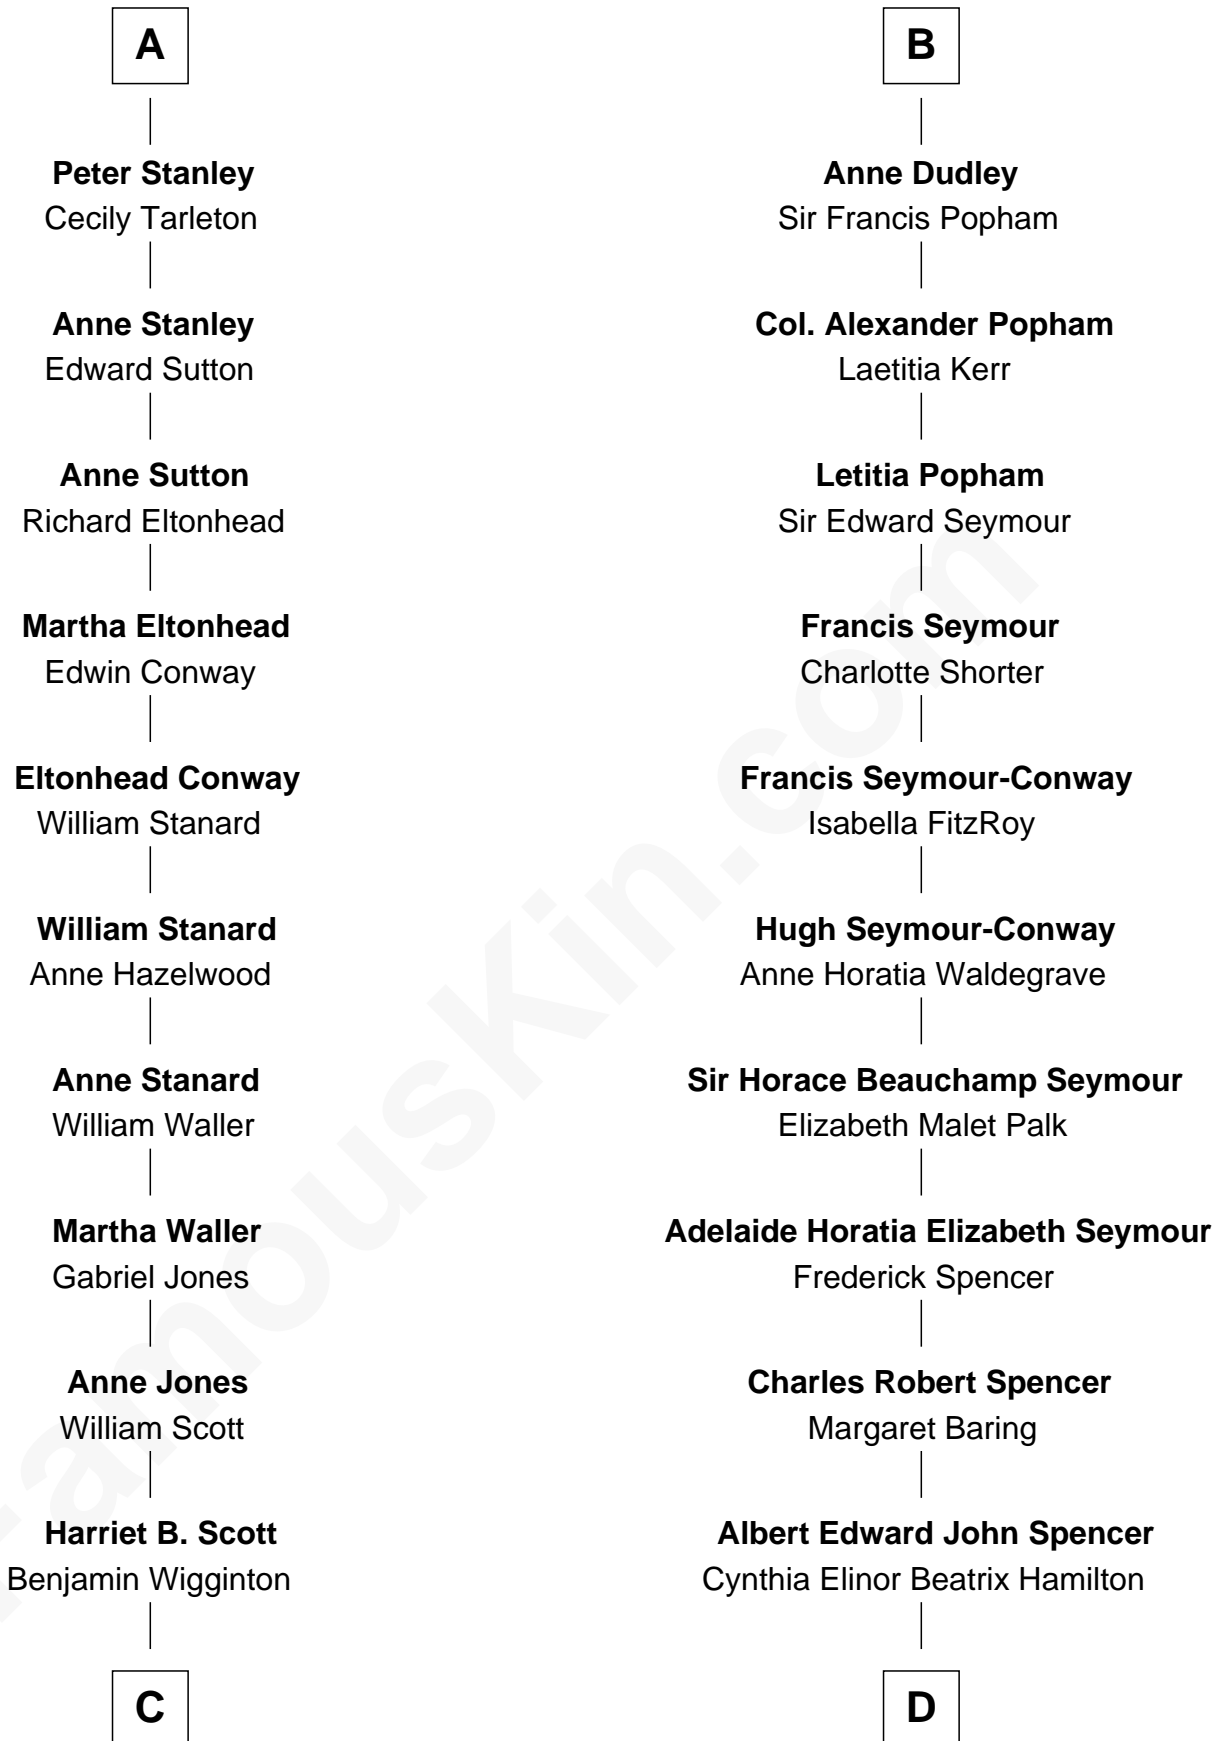 A
Peter Stanley
Cecily Tarleton
Anne Stanley
Edward Sutton
Anne Sutton
Richard Eltonhead
Martha Eltonhead
Edwin Conway
Eltonhead Conway
William Stanard
William Stanard
Anne Hazelwood
Anne Stanard
William Waller
Martha Waller
Gabriel Jones
Anne Jones
William Scott
Harriet B. Scott
Benjamin Wigginton
C
B
Anne Dudley
Sir Francis Popham
Col. Alexander Popham
Laetitia Kerr
Letitia Popham
Sir Edward Seymour
Francis Seymour
Charlotte Shorter
Francis Seymour-Conway
Isabella FitzRoy
Hugh Seymour-Conway
Anne Horatia Waldegrave
Sir Horace Beauchamp Seymour
Elizabeth Malet Palk
Adelaide Horatia Elizabeth Seymour
Frederick Spencer
Charles Robert Spencer
Margaret Baring
Albert Edward John Spencer
Cynthia Elinor Beatrix Hamilton
D
FamousKin.com